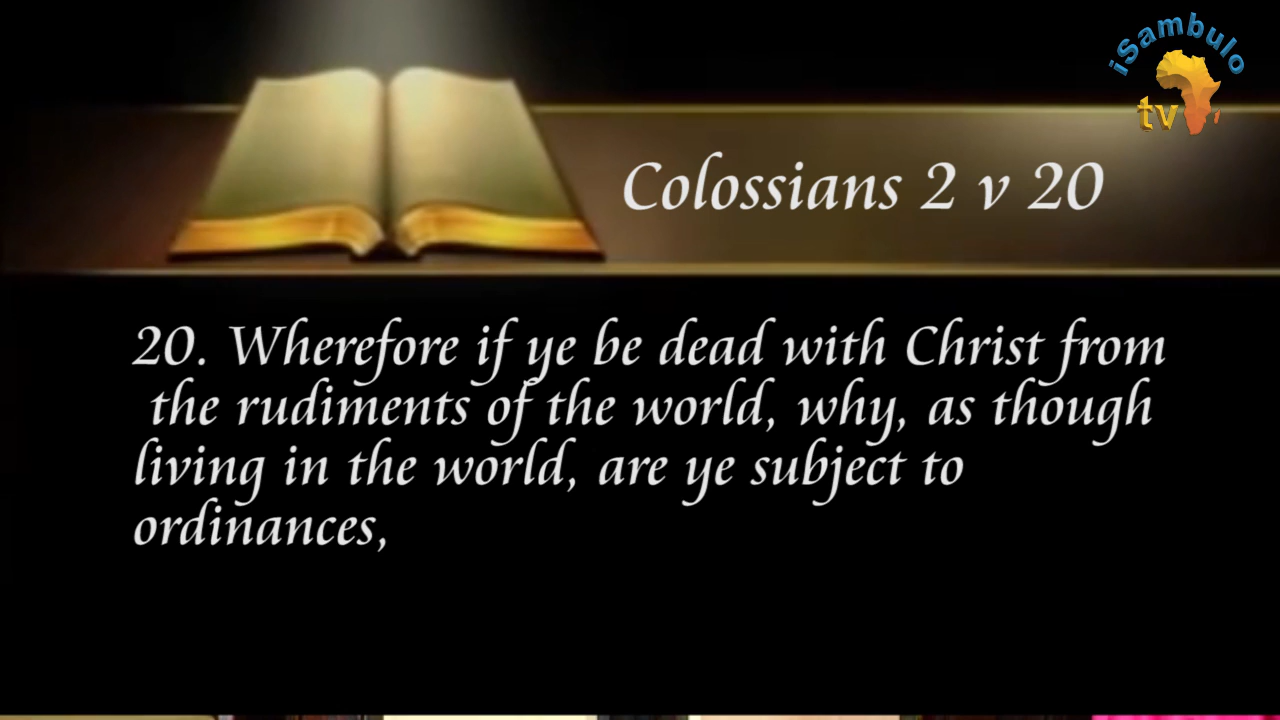 iSambulo
tv
Colossians 2 v 20
20. Wherefore if ye be dead with Christ from
the rudiments of the world, why, as though
living in the world, are ye subject to
ordinances,